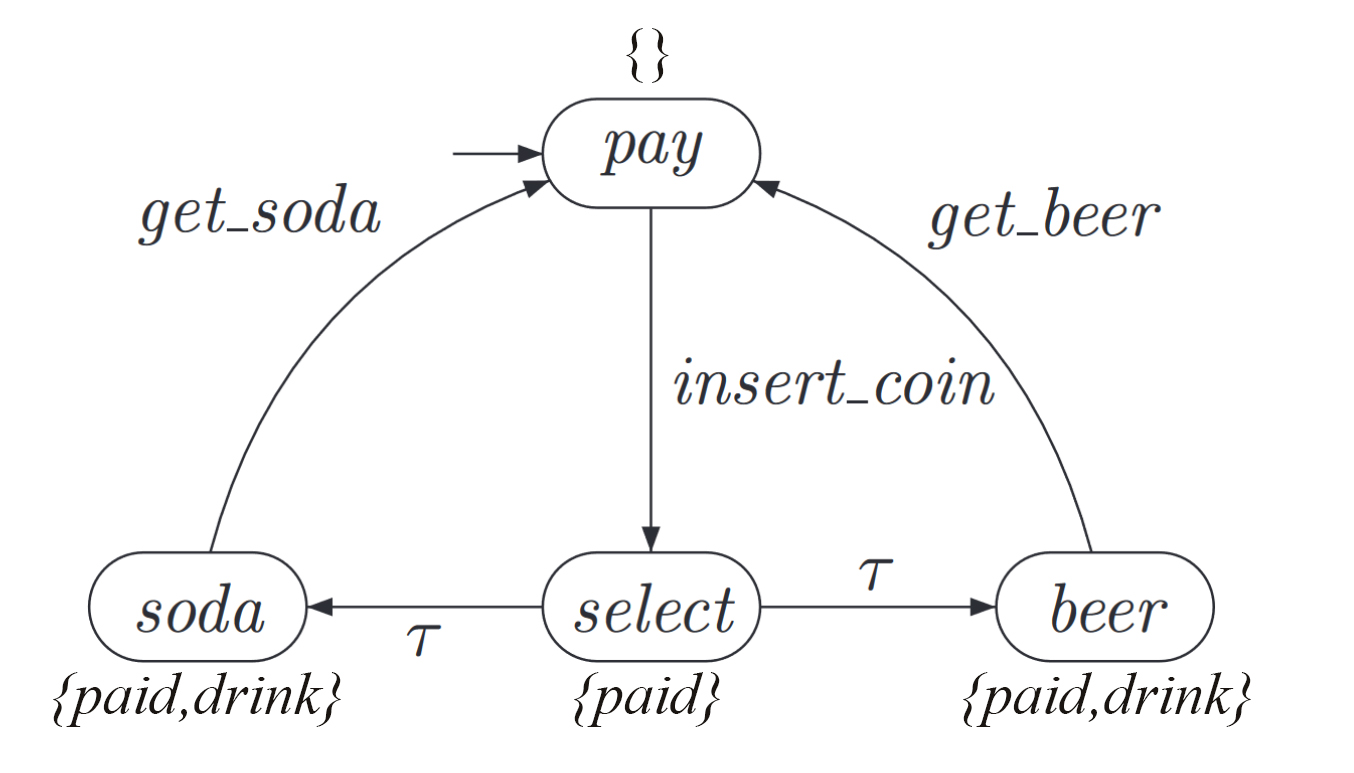 {}
pay
get_soda
get_beer
insert_coin
τ
soda
select
beer
τ
{paid,drink}
{paid}
{paid,drink}